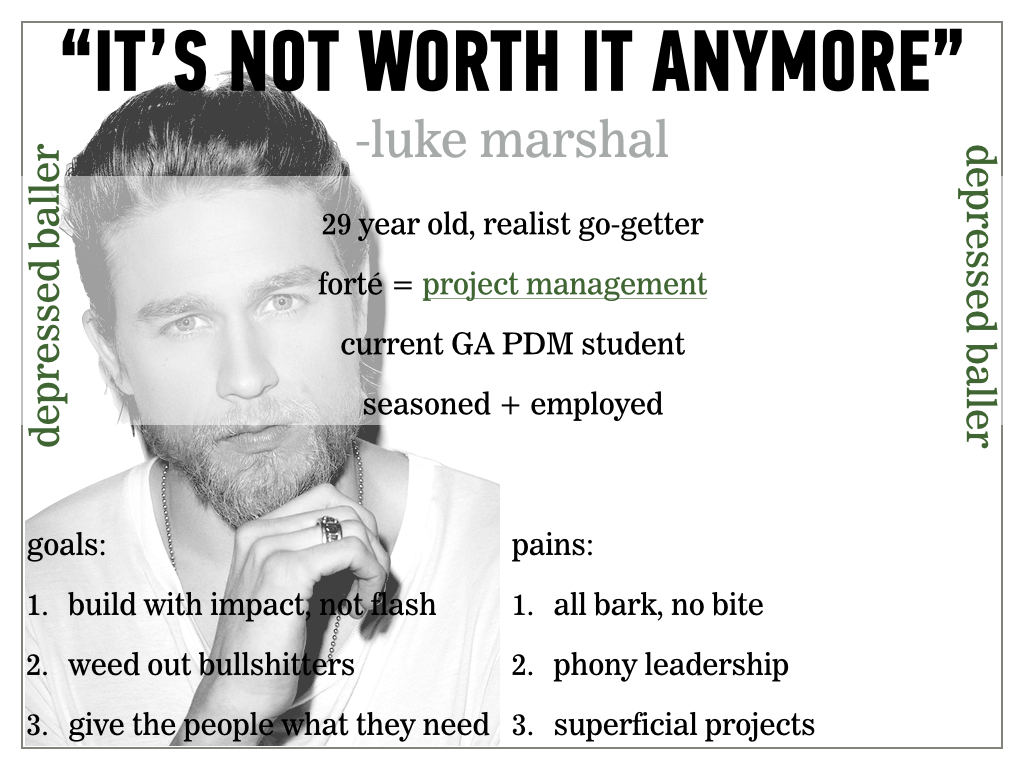 “IT’S NOT WORTH IT ANYMORE”
-luke marshal
depressed baller
depressed baller
29 year old, realist go-getter
forté = project management
current GA PDM student
seasoned + employed
goals:
1. build with impact, not flash
2. weed out bullshitters
3. give the people what they need
pains:
1. all bark, no bite
2. phony leadership
3. superficial projects